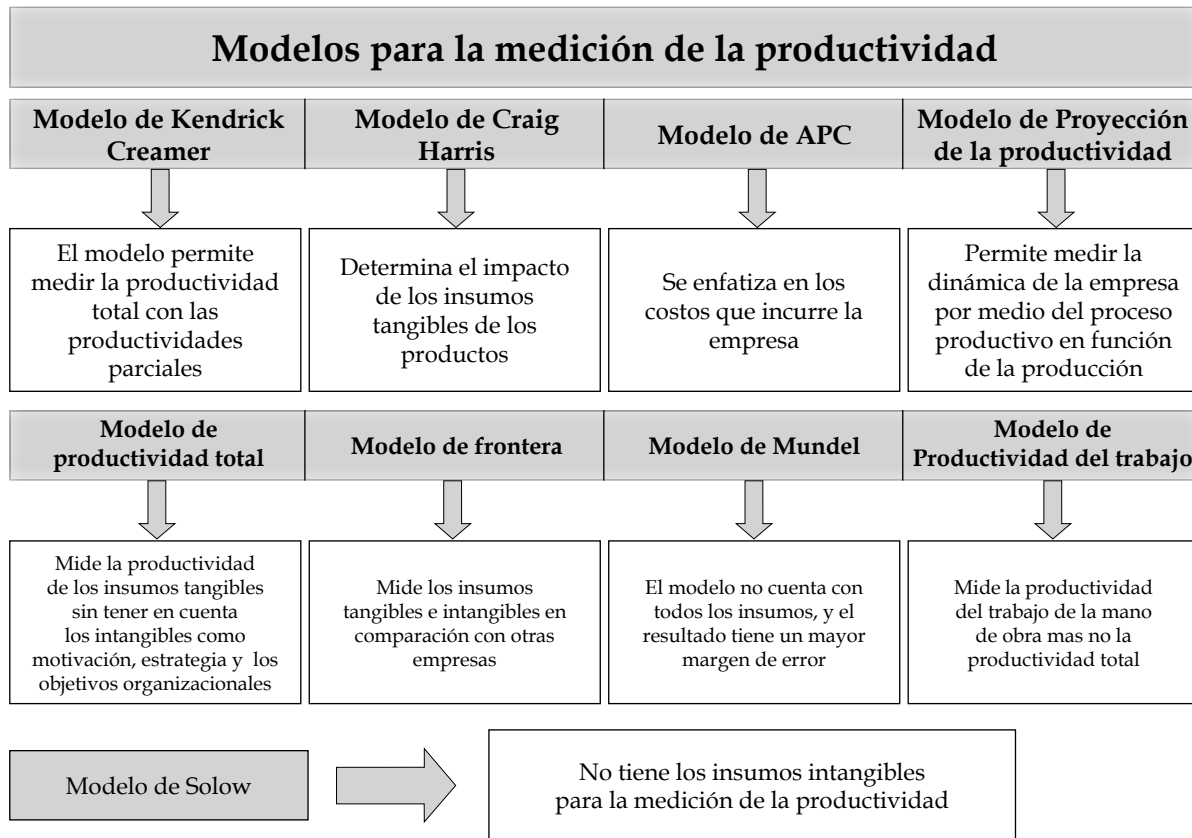 Modelos para la medición de la productividad
Modelo de Kendrick
Creamer
Modelo de Craig
Harris
Modelo de APC
Modelo de Proyección
de la productividad
El modelo permite
medir la productividad
total con las
productividades
parciales
Determina el impacto
de los insumos
tangibles de los
productos
Se enfatiza en los
costos que incurre la
empresa
Permite medir la
dinámica de la empresa
por medio del proceso
productivo en función
de la producción
Modelo de
productividad total
Modelo de frontera
Modelo de Mundel
Modelo de
Productividad del trabajo
Mide la productividad
de los insumos tangibles
sin tener en cuenta
los intangibles como
motivación, estrategia y los
objetivos organizacionales
Mide los insumos
tangibles e intangibles en
comparación con otras
empresas
El modelo no cuenta con
todos los insumos, y el
resultado tiene un mayor
margen de error
Mide la productividad
del trabajo de la mano
de obra mas no la
productividad total
Modelo de Solow
No tiene los insumos intangibles
para la medición de la productividad